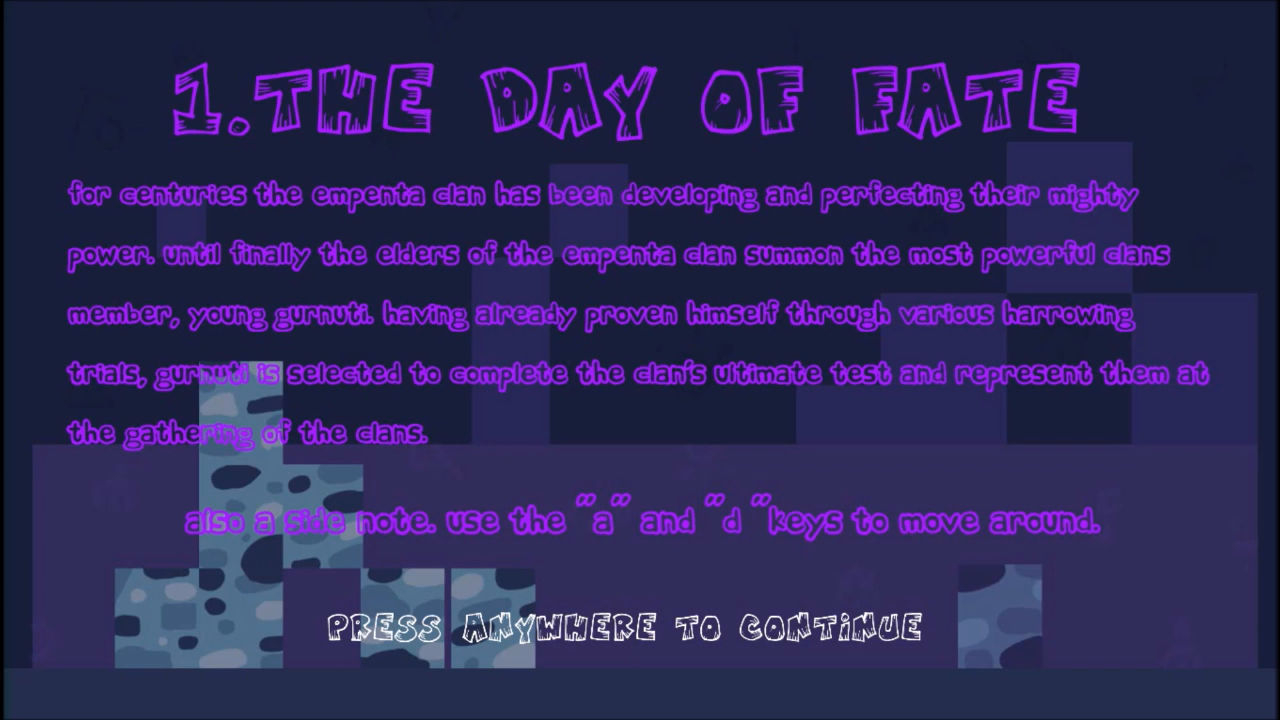 1.THE DAY OF FATE
for centuries the empenta clan has been developing and perfecting their mighty
power. until finally the elders of the empenta clan summon the most powerful clans
member, young gurnuti. having already proven himself through various harrowing
trials, gurnuti is selected to complete the clan's ultimate test and represent them at
the gathering of the clans.
also a side note. use the "a" and "d "keys to move around.
PRESS ANYWHERE TO CONTINUE